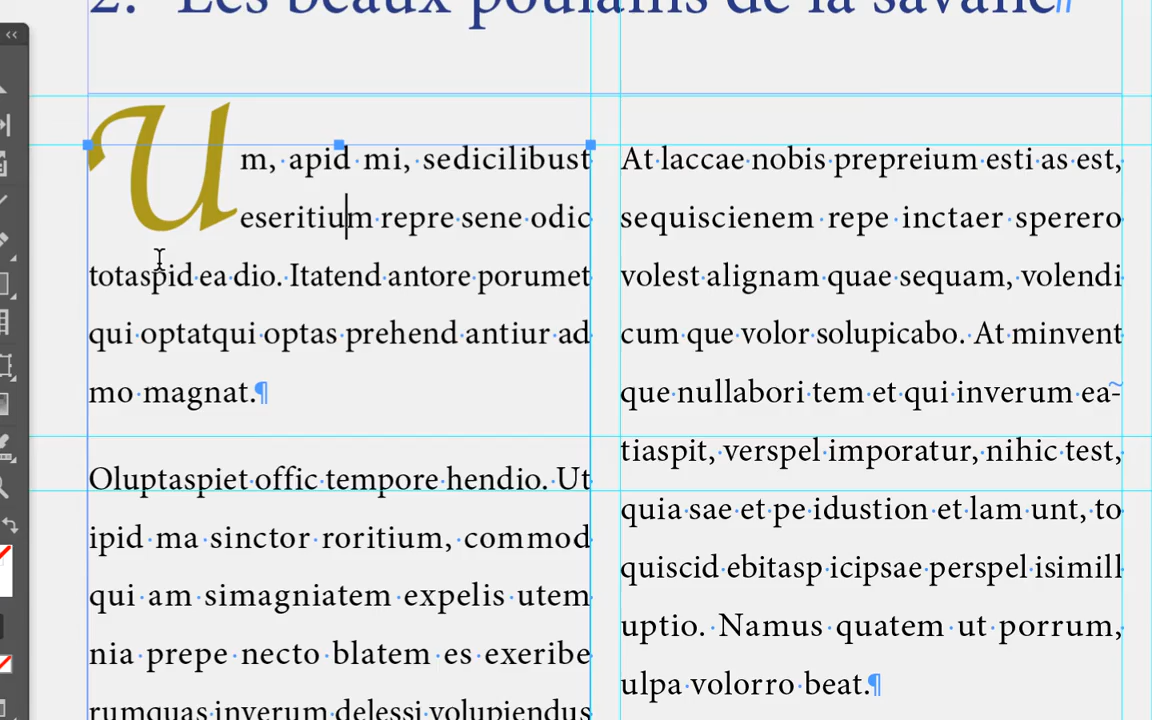 2. Les beaux poulains de la savane
Um, apid mi, sedicilibust
eseritium repre sene odic
totaspid ea dio. Itatend antore porumet
qui optatqui optas prehend antiur ad
mo magnat.¶
Oluptaspiet offic tempore hendio. Ut
ipid ma sinctor roritium, commod
qui am simagniatem expelis utem
nia prepe necto blatem es exeribe
rumquas inverum delessi volupiendus
At laccae nobis prepreium esti as est,
sequiscienem repe inctaer sperero
volest alignam quae sequam, volendi
cum que volor solupicabo. At minvent
que nullabori tem et qui inverum ea-
tiaspit, verspel imporatur, nihic test,
quia sae et pe idustion et lam unt, to
quiscid ebitasp icipsae perspel isimill
uptio. Namus quatem ut porrum,
ulpa volorro beat.¶